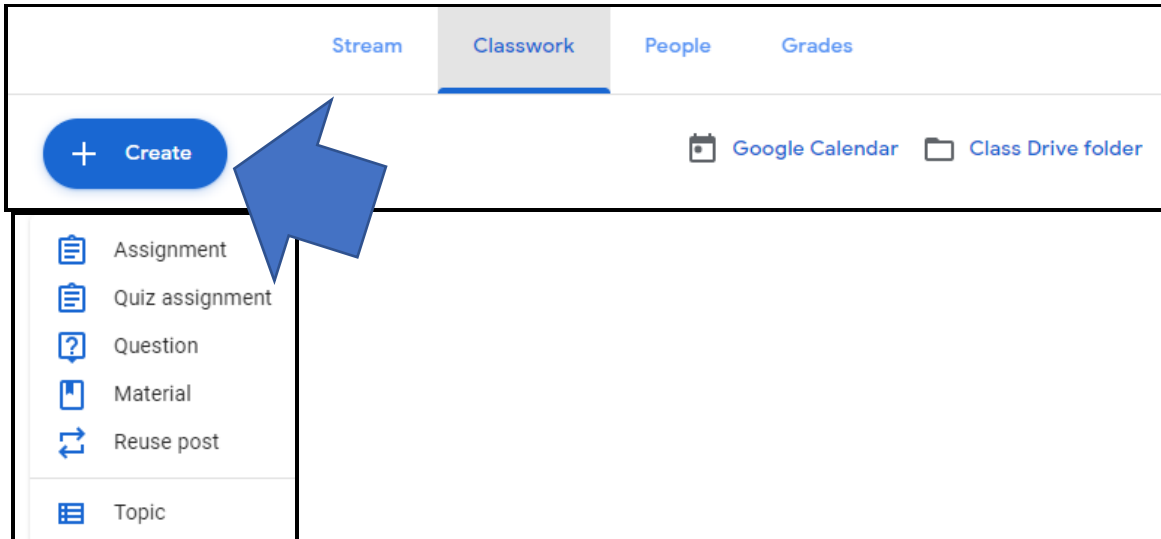 Stream Classwork People Grades
Create Google Calendar Class Drive folder
Assignment
Quiz assignment
Question
Material
Reuse post
Topic